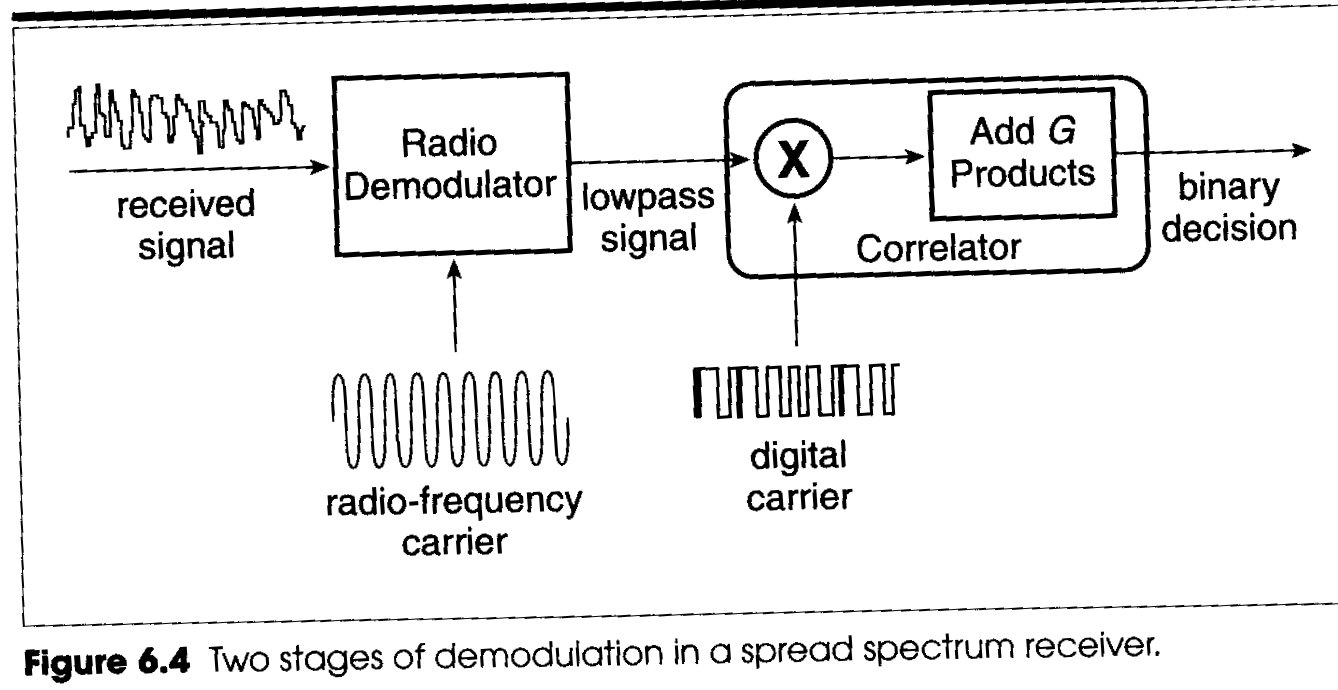 Radio
Demodulator
received
signal
lowpass
signal
X
Add G
Products
Correlator
binary
decision
radio-frequency
carrier
digital
carrier
Figure 6.4 Two stages of demodulation in a spread spectrum receiver.